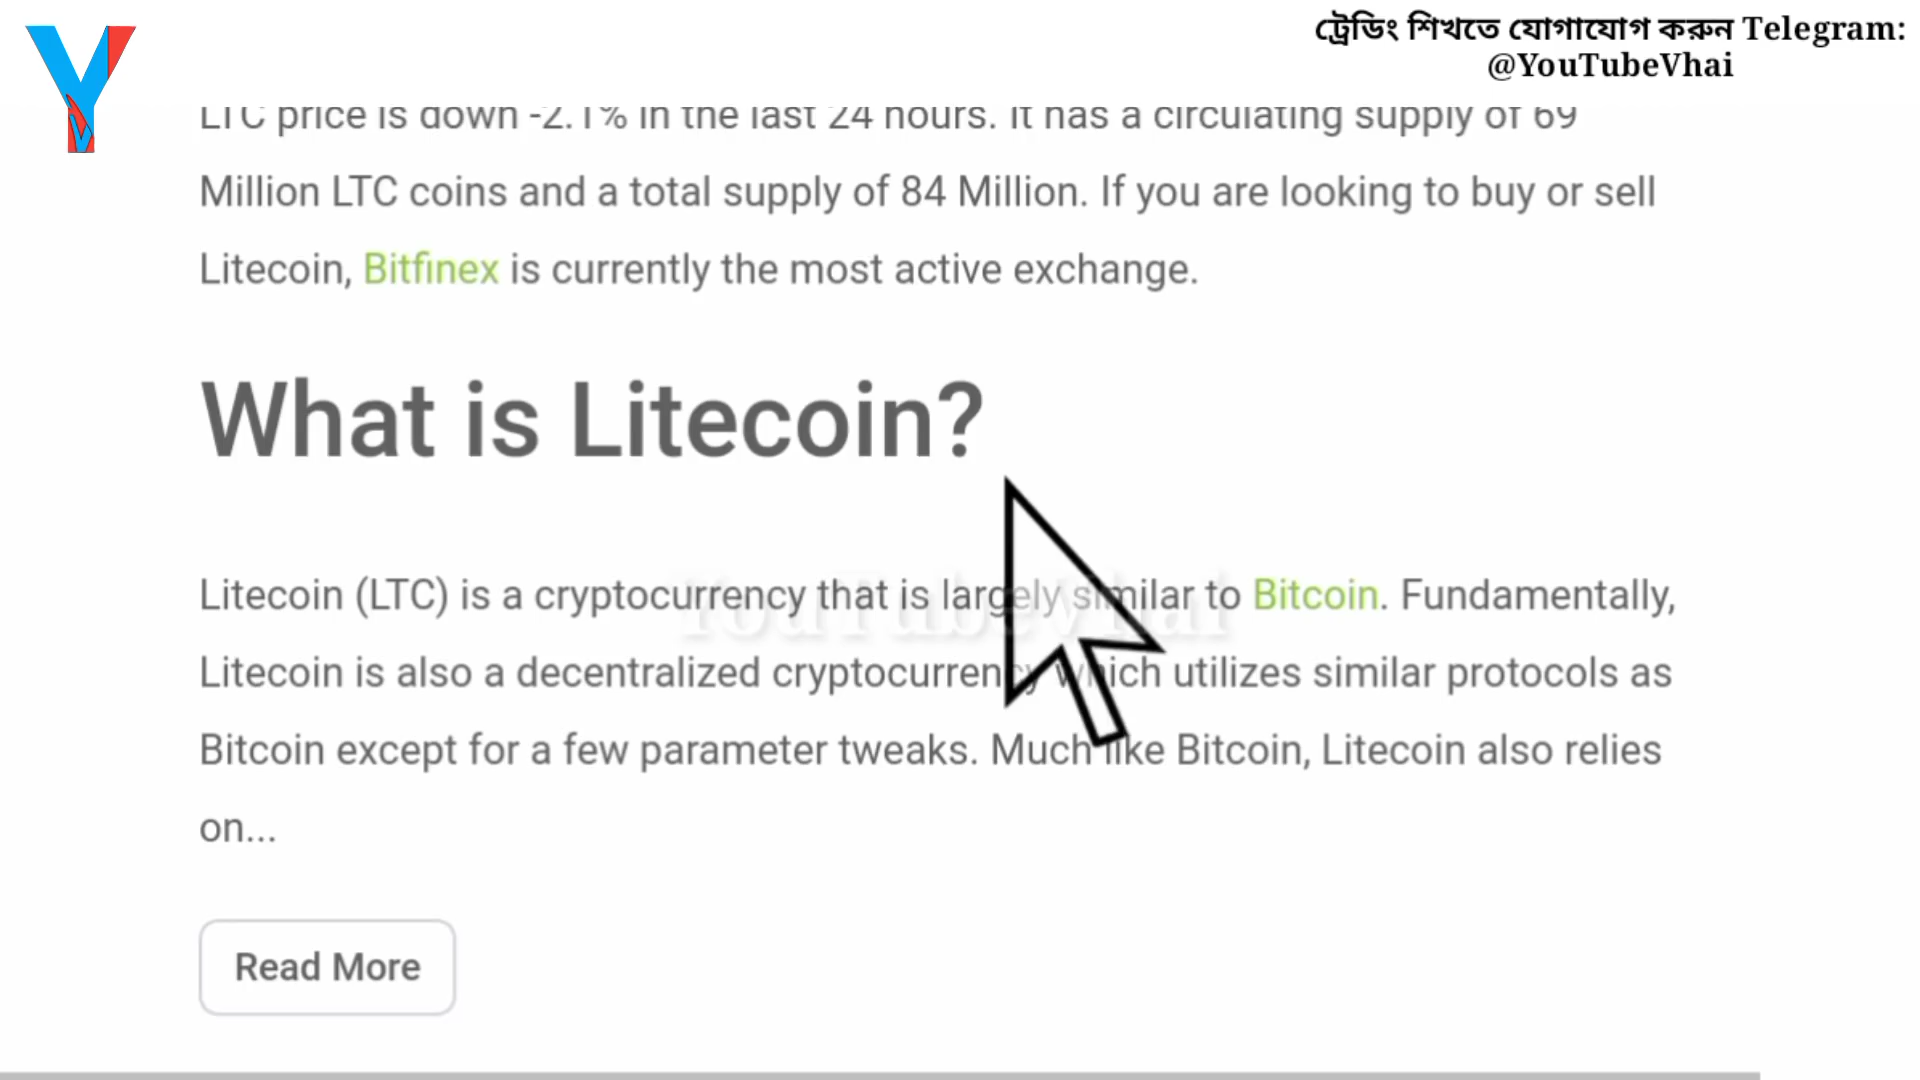 ট্রেডিং শিখতে যোগাযোগ করুন Telegram:
@YouTubeVhai
LTC price is down -2.1% in the last 24 hours. It has a circulating supply of 69
Million LTC coins and a total supply of 84 Million. If you are looking to buy or sell
Litecoin, Bitfinex is currently the most active exchange.
What is Litecoin?
Litecoin (LTC) is a cryptocurrency that is largely similar to Bitcoin. Fundamentally,
YouTubeVhai
Litecoin is also a decentralized cryptocurrency which utilizes similar protocols as
Bitcoin except for a few parameter tweaks. Much like Bitcoin, Litecoin also relies
on...
Read More